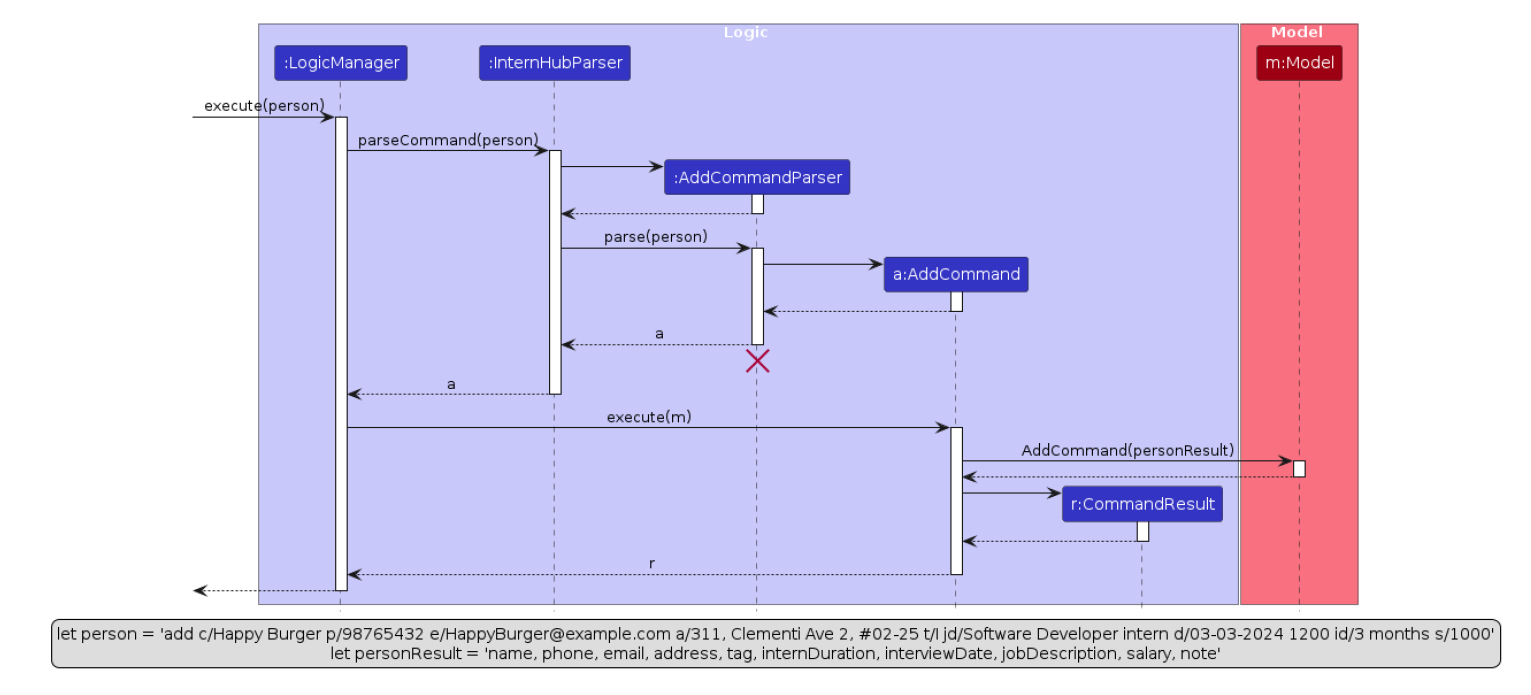 Logic
Model
:LogicManager
:InternHubParser
m:Model
execute(person)
parseCommand(person)
:AddCommandParser
parse(person)
a:AddCommand
a
a
execute(m)
AddCommand(personResult)
r:CommandResult
r
let person = 'add c/Happy Burger p/98765432 e/HappyBurger@example.com a/311, Clementi Ave 2, #02-25 t/I jd/Software Developer intern d/03-03-2024 1200 id/3 months s/1000'
let personResult = 'name, phone, email, address, tag, internDuration, interviewDate, jobDescription, salary, note'